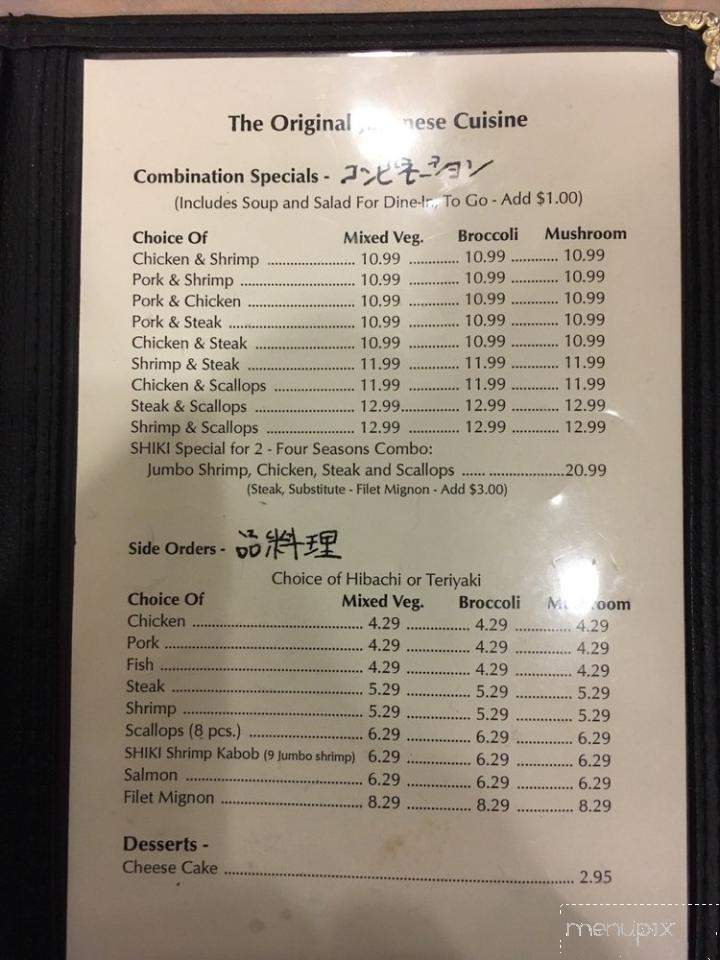 The Original Japanese Cuisine
Combination Specials - コンビネーション
(Includes Soup and Salad For Dine-In, To Go - Add $1.00)
Choice Of Mixed Veg. Broccoli Mushroom
Chicken & Shrimp .................... 10.99 ............ 10.99 ........... 10.99
Pork & Shrimp ........................ 10.99 ............ 10.99 ........... 10.99
Pork & Chicken ....................... 10.99 ............ 10.99 ........... 10.99
Pork & Steak ........................... 10.99 ............ 10.99 ........... 10.99
Chicken & Steak ...................... 10.99 ............ 10.99 ........... 10.99
Shrimp & Steak ....................... 11.99 ............ 11.99 ........... 11.99
Chicken & Scallops .................. 11.99 ............ 11.99 ........... 11.99
Steak & Scallops ..................... 12.99.............. 12.99 ........... 12.99
Shrimp & Scallops ................... 12.99 ............ 12.99 ........... 12.99
SHIKI Special for 2 - Four Seasons Combo:
Jumbo Shrimp, Chicken, Steak and Scallops ...... ..................20.99
(Steak, Substitute - Filet Mignon - Add $3.00)
Side Orders - 品料理
Choice of Hibachi or Teriyaki
Choice Of Mixed Veg. Broccoli Mushroom
Chicken ....................................... 4.29 .............. 4.29 ............. 4.29
Pork ............................................. 4.29 .............. 4.29 ............. 4.29
Fish .............................................. 4.29 .............. 4.29 ............. 4.29
Steak ............................................ 5.29 .............. 5.29 ............. 5.29
Shrimp ......................................... 5.29 .............. 5.29 ............. 5.29
Scallops (8 pcs.) ........................... 6.29 .............. 6.29 ............. 6.29
SHIKI Shrimp Kabob (9 Jumbo shrimp) 6.29 .............. 6.29 ............. 6.29
Salmon ......................................... 6.29 .............. 6.29 ............. 6.29
Filet Mignon ................................. 8.29 .............. 8.29 ............. 8.29
Desserts -
Cheese Cake .................................................................................. 2.95
menupix